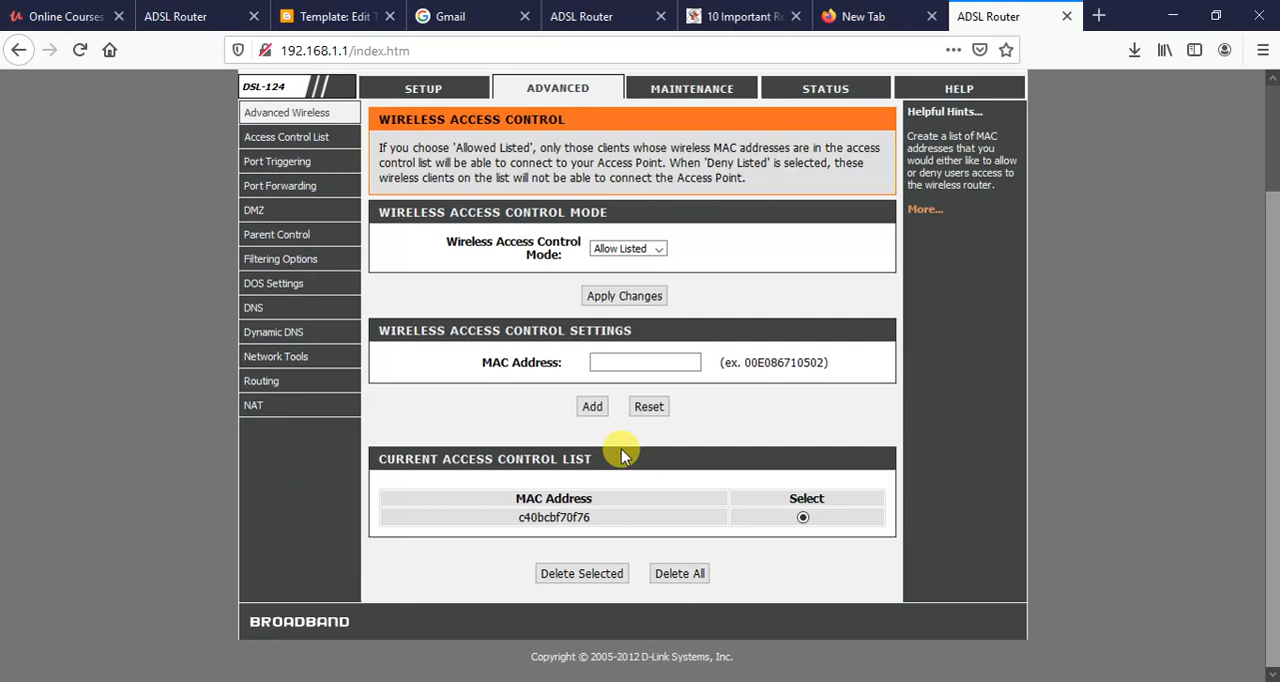 Online Courses
ADSL Router
Template: Edit T
Gmail
ADSL Router
10 Important Re
New Tab
ADSL Router
192.168.1.1/index.htm
DSL-124
SETUP
ADVANCED
MAINTENANCE
STATUS
HELP
Advanced Wireless
Access Control List
Port Triggering
Port Forwarding
DMZ
Parent Control
Filtering Options
DOS Settings
DNS
Dynamic DNS
Network Tools
Routing
NAT
WIRELESS ACCESS CONTROL
If you choose 'Allowed Listed', only those clients whose wireless MAC addresses are in the access
control list will be able to connect to your Access Point. When 'Deny Listed' is selected, these
wireless clients on the list will not be able to connect the Access Point.
WIRELESS ACCESS CONTROL MODE
Wireless Access Control
Mode:
Allow Listed
Apply Changes
WIRELESS ACCESS CONTROL SETTINGS
MAC Address:
(ex. 00E086710502)
Add
Reset
CURRENT ACCESS CONTROL LIST
MAC Address
Select
c40bcbf70f76
Delete Selected
Delete All
Helpful Hints...
Create a list of MAC
addresses that you
would either like to allow
or deny users access to
the wireless router.
More...
BROADBAND
Copyright © 2005-2012 D-Link Systems, Inc.